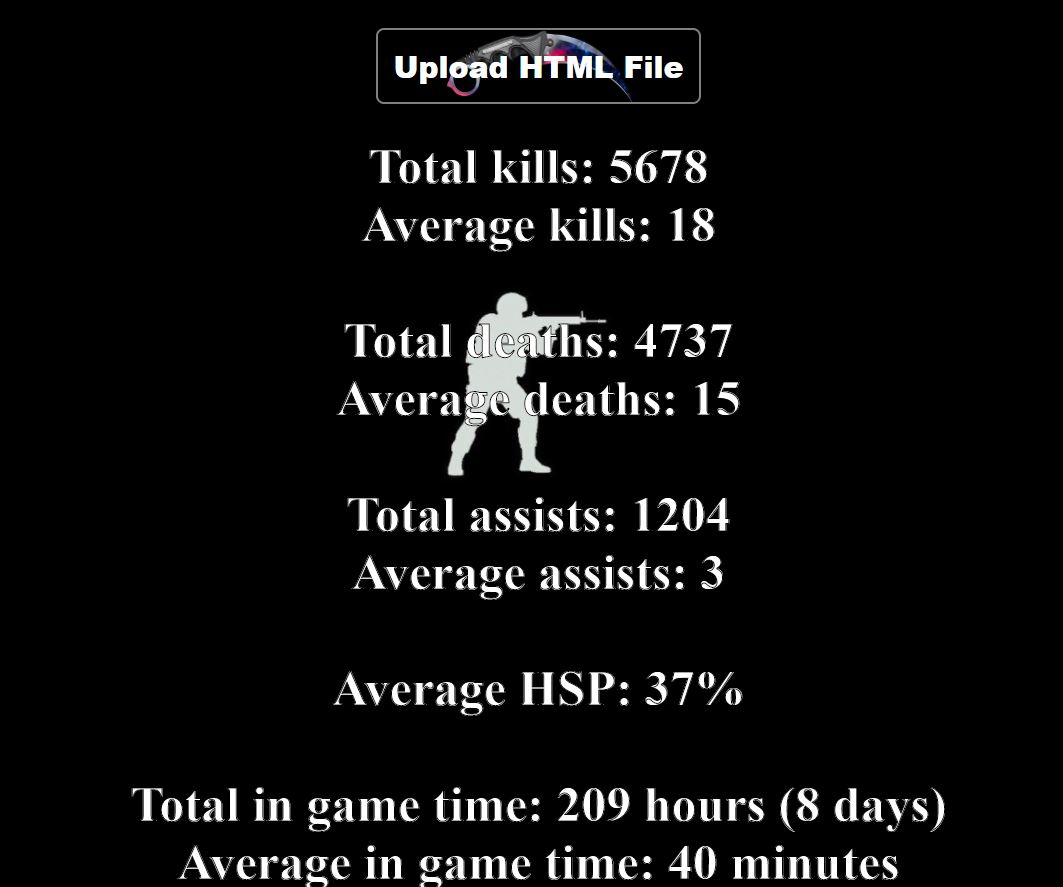 Upload HTML File
Total kills: 5678
Average kills: 18
Total deaths: 4737
Average deaths: 15
Total assists: 1204
Average assists: 3
Average HSP: 37%
Total in game time: 209 hours (8 days)
Average in game time: 40 minutes